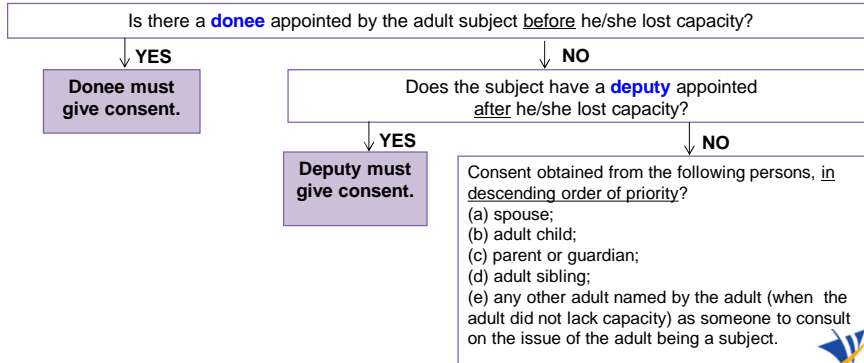 Is there a donee appointed by the adult subject before he/she lost capacity?
YES
NO
Donee must
give consent.
Does the subject have a deputy appointed
after he/she lost capacity?
YES
NO
Deputy must
give consent.
Consent obtained from the following persons, in
descending order of priority?
(a) spouse;
(b) adult child;
(c) parent or guardian;
(d) adult sibling;
(e) any other adult named by the adult (when the
adult did not lack capacity) as someone to consult
on the issue of the adult being a subject.